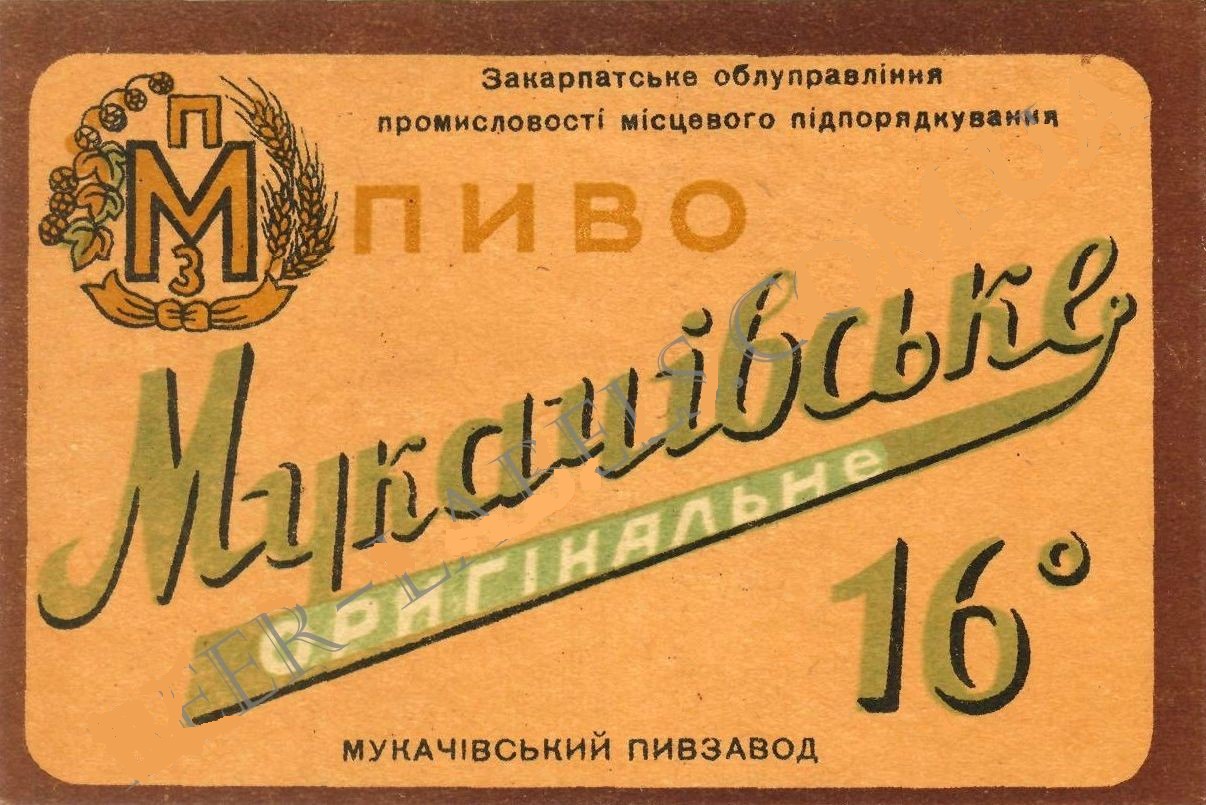 Закарпатське облуправління
промисловості місцевого підпорядкування
П
М
З
ПИВО
Мукачівське
ОРИГІНАЛЬНЕ
16°
МУКАЧІВСЬКИЙ ПИВЗАВОД